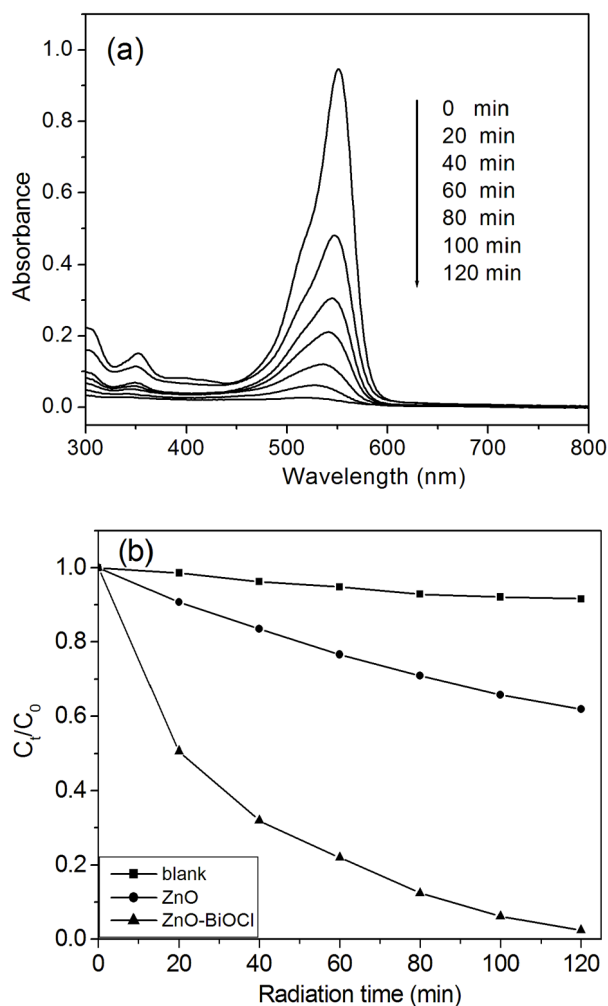 (a)
1.0
0.8
0.6
0.4
0.2
0.0
Absorbance
0 min
20 min
40 min
60 min
80 min
100 min
120 min
300 400 500 600 700 800
Wavelength (nm)
(b)
1.0
0.8
0.6
0.4
0.2
0.0
Ct/C0
blank
ZnO
ZnO-BiOCl
0 20 40 60 80 100 120
Radiation time (min)